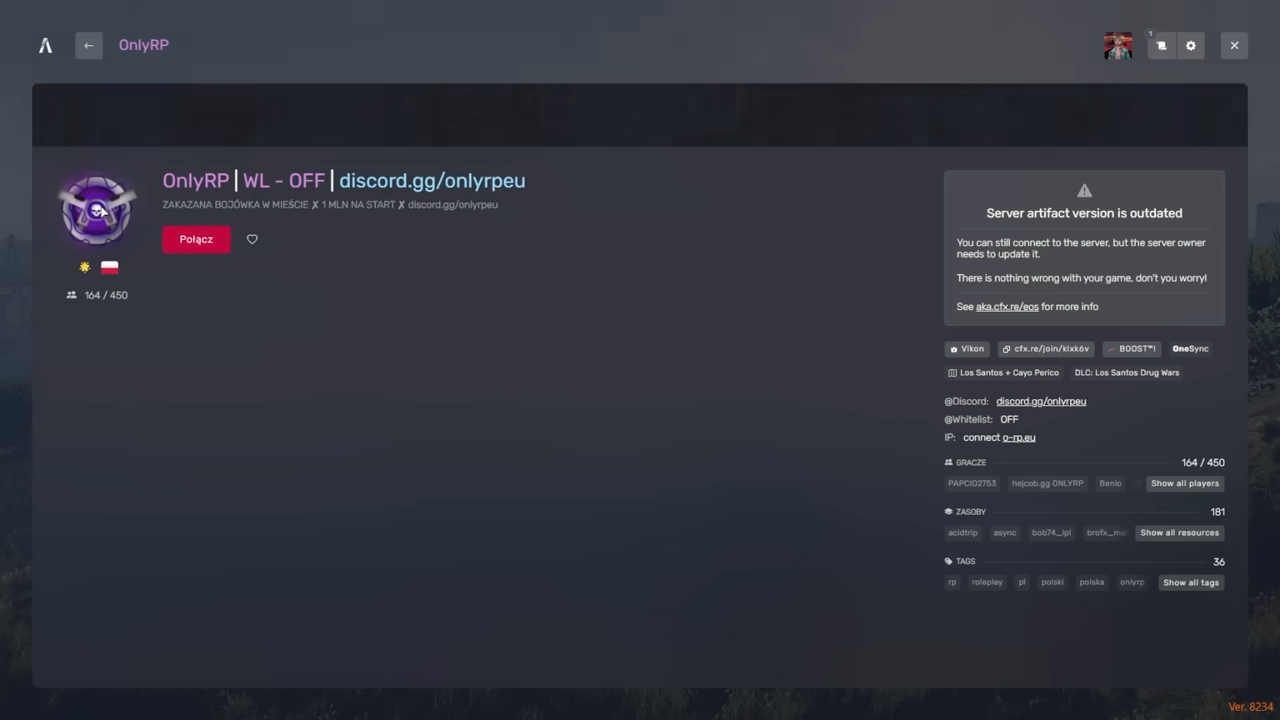 OnlyRP
1
OnlyRP | WL - OFF | discord.gg/onlyrpeu
ZAKAZANA BOJÓWKA W MIEŚCIE ✗ 1 MLN NA START ✗ discord.gg/onlyrpeu
Połącz
164 / 450
Server artifact version is outdated
You can still connect to the server, but the server owner
needs to update it.
There is nothing wrong with your game, don't you worry!
See aka.cfx.re/eos for more info
Vikon
cfx.re/join/klxk6v
BOOST™!
OneSync
Los Santos + Cayo Perico
DLC: Los Santos Drug Wars
@Discord: discord.gg/onlyrpeu
@Whitelist: OFF
IP: connect o-rp.eu
GRACZE 164 / 450
PAPCIO2753 hejcob.gg ONLYRP Benio Show all players
ZASOBY 181
acidtrip async bob74_ipl Show all resources
TAGS 36
rp roleplay pl polski polska onlyrp Show all tags
Ver. 8234